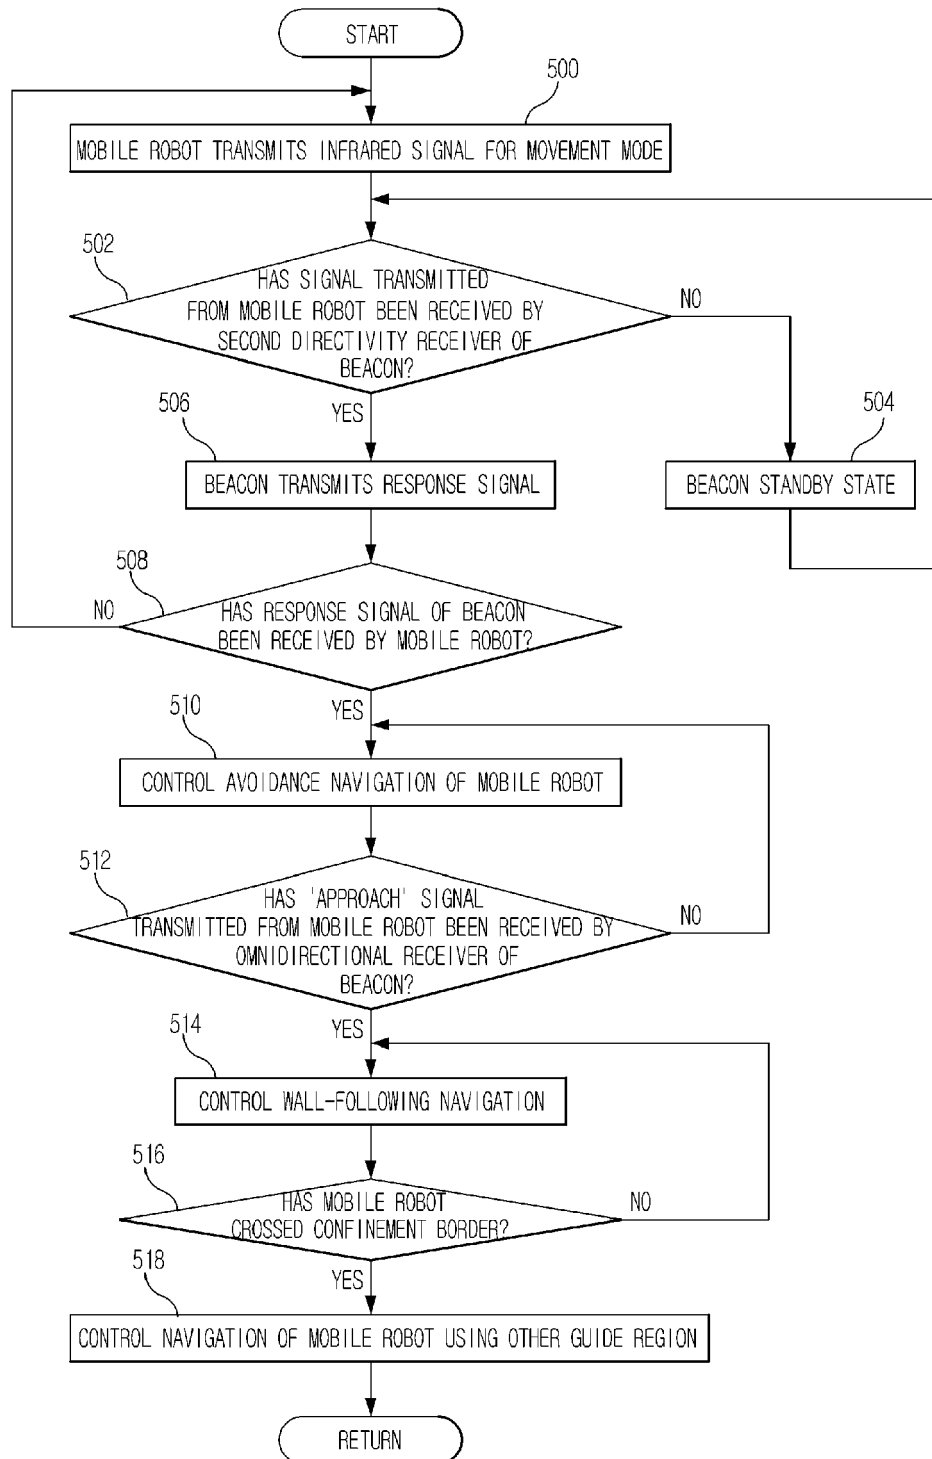 START
500
MOBILE ROBOT TRANSMITS INFRARED SIGNAL FOR MOVEMENT MODE
502
HAS SIGNAL TRANSMITTED
FROM MOBILE ROBOT BEEN RECEIVED BY
SECOND DIRECTIVITY RECEIVER OF
BEACON?
NO
YES
506
504
BEACON TRANSMITS RESPONSE SIGNAL
BEACON STANDBY STATE
508
NO
HAS RESPONSE SIGNAL OF BEACON
BEEN RECEIVED BY MOBILE ROBOT?
YES
510
CONTROL AVOIDANCE NAVIGATION OF MOBILE ROBOT
512
HAS 'APPROACH' SIGNAL
TRANSMITTED FROM MOBILE ROBOT BEEN RECEIVED BY
OMNIDIRECTIONAL RECEIVER OF
BEACON?
NO
YES
514
CONTROL WALL-FOLLOWING NAVIGATION
516
HAS MOBILE ROBOT
CROSSED CONFINEMENT BORDER?
NO
YES
518
CONTROL NAVIGATION OF MOBILE ROBOT USING OTHER GUIDE REGION
RETURN